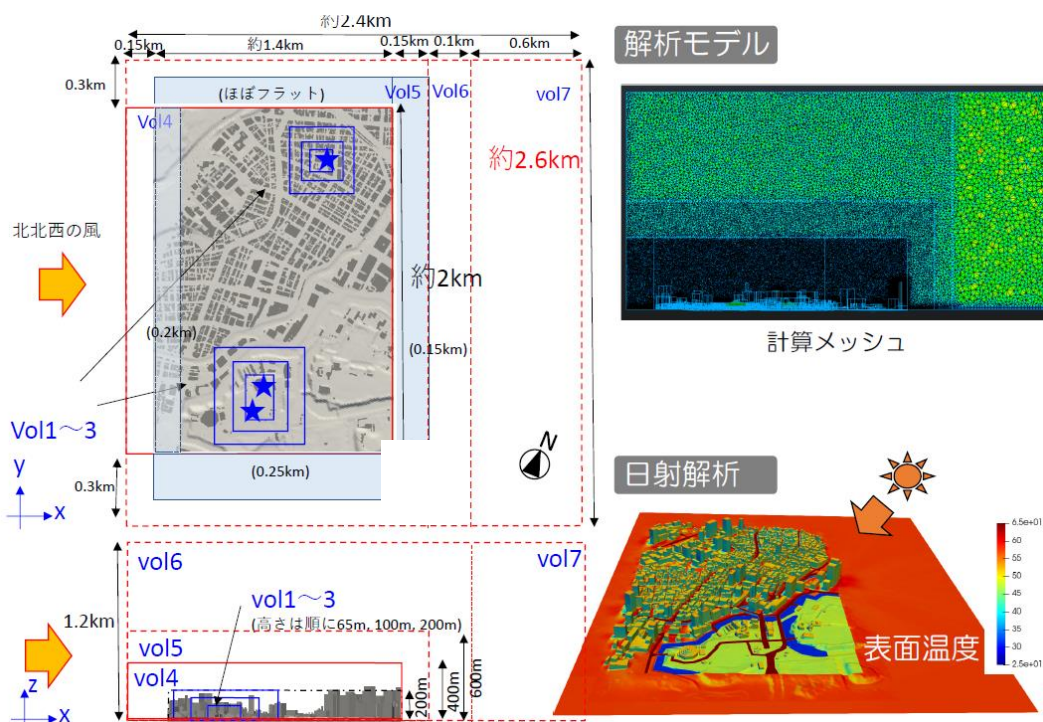 約2.4km
0.15km
約1.4km
0.15km
0.1km
0.6km
0.3km
(ほぼフラット)
Vol4
Vol5
Vol6
vol7
約2.6km
北北西の風
約2km
(0.2km)
(0.15km)
Vol1～3
(0.25km)
0.3km
y
x
N
vol6
vol7
vol1～3
(高さは順に65m, 100m, 200m)
1.2km
vol5
vol4
200m
400m
600m
z
x
解析モデル
計算メッシュ
日射解析
6.5e+01
60
55
50
45
40
35
30
2.5e+01
表面温度